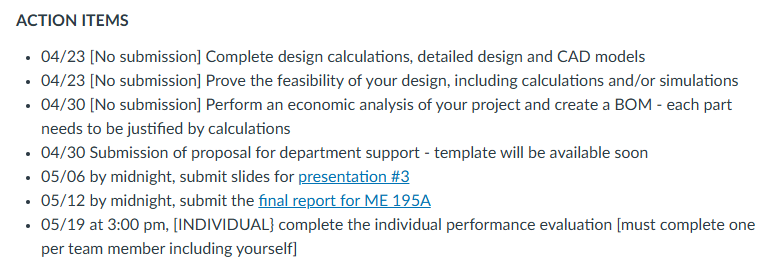 ACTION ITEMS
• 04/23 [No submission] Complete design calculations, detailed design and CAD models
• 04/23 [No submission] Prove the feasibility of your design, including calculations and/or simulations
• 04/30 [No submission] Perform an economic analysis of your project and create a BOM - each part
needs to be justified by calculations
• 04/30 Submission of proposal for department support - template will be available soon
• 05/06 by midnight, submit slides for presentation #3
• 05/12 by midnight, submit the final report for ME 195A
• 05/19 at 3:00 pm, [INDIVIDUAL} complete the individual performance evaluation [must complete one
per team member including yourself]